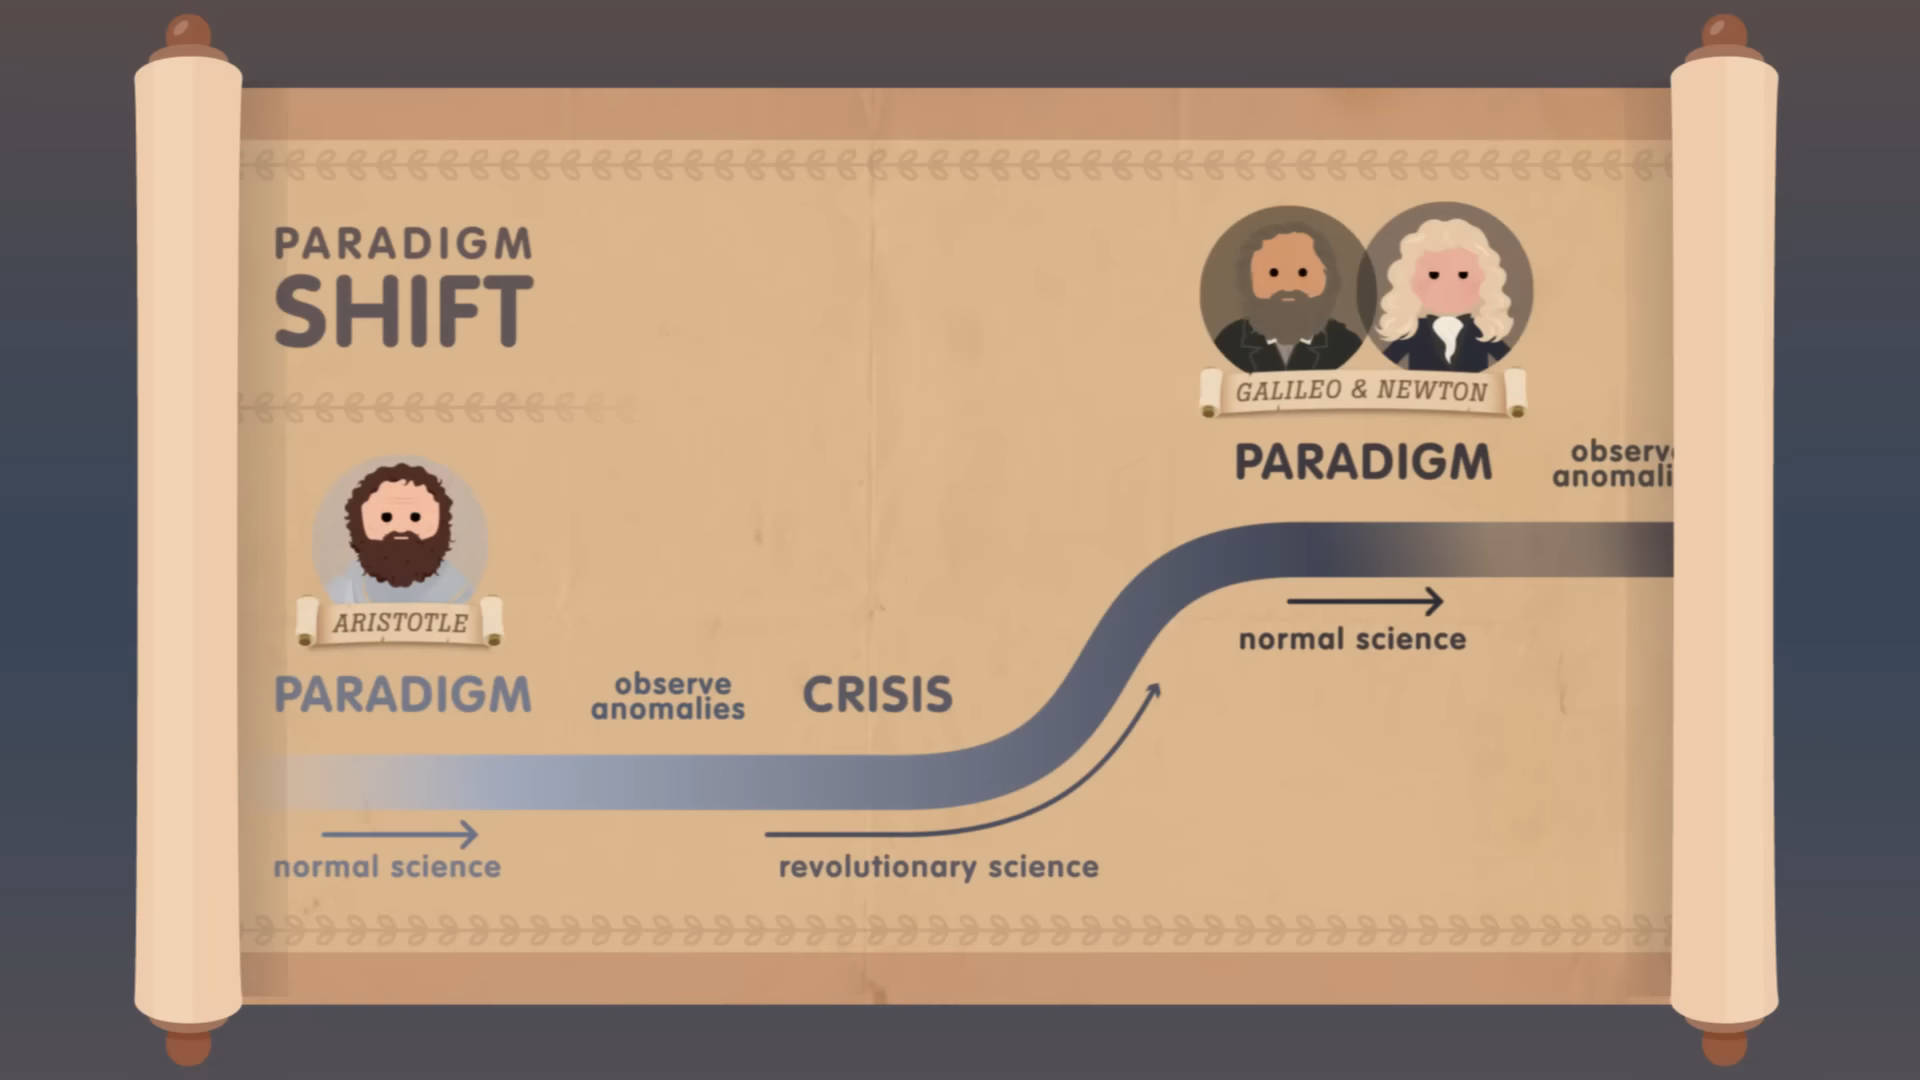 PARADIGM
SHIFT
ARISTOTLE
PARADIGM
observe
anomalies
CRISIS
normal science
revolutionary science
GALILEO & NEWTON
PARADIGM
normal science